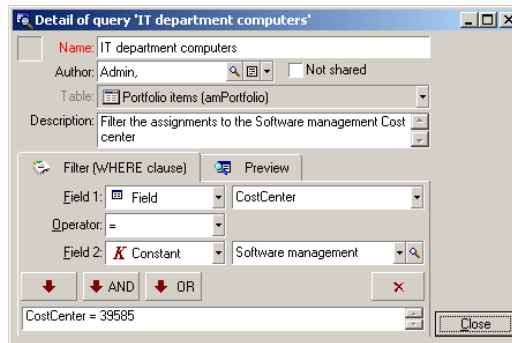 Detail of query 'IT department computers'
Name: IT department computers
Author: Admin, Not shared
Table: Portfolio items (amPortfolio)
Description: Filter the assignments to the Software management Cost
center
Filter (WHERE clause) Preview
Field 1: Field CostCenter
Operator: =
Field 2: K Constant Software management
AND OR
CostCenter = 39585
Close